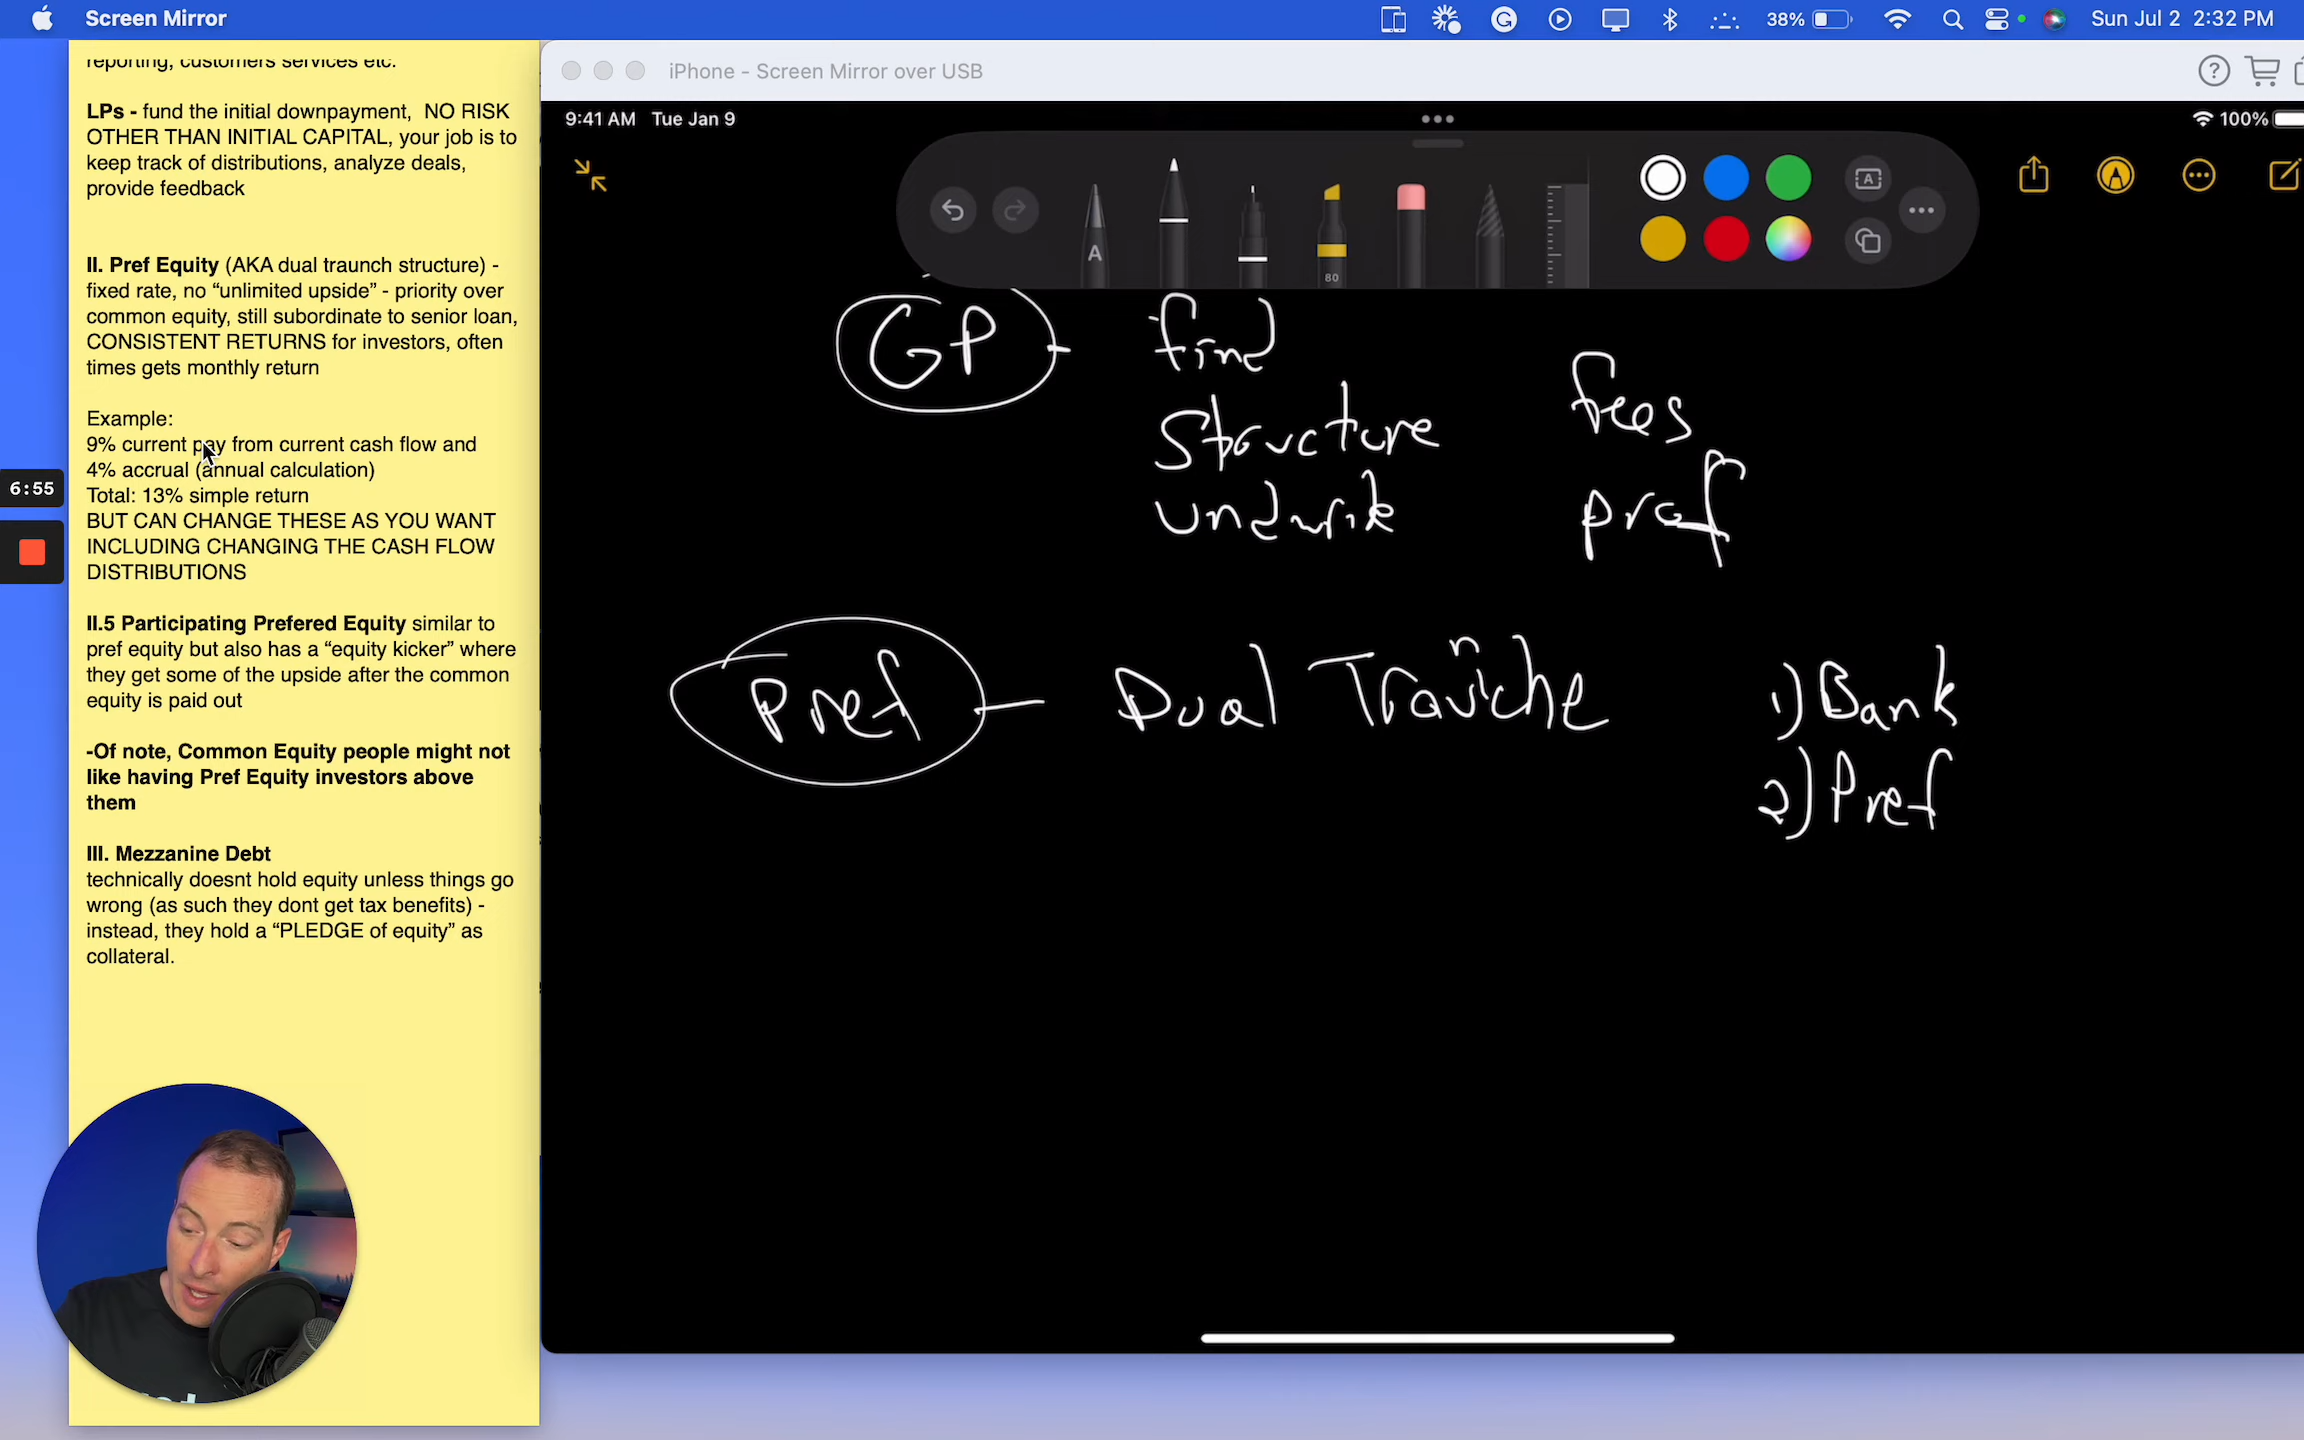 Screen Mirror
38%
Sun Jul 2 2:32 PM
reporting, customers services etc.
LPs - fund the initial downpayment, NO RISK
OTHER THAN INITIAL CAPITAL, your job is to
keep track of distributions, analyze deals,
provide feedback
II. Pref Equity (AKA dual traunch structure) -
fixed rate, no “unlimited upside” - priority over
common equity, still subordinate to senior loan,
CONSISTENT RETURNS for investors, often
times gets monthly return
Example:
9% current pay from current cash flow and
4% accrual (annual calculation)
Total: 13% simple return
BUT CAN CHANGE THESE AS YOU WANT
INCLUDING CHANGING THE CASH FLOW
DISTRIBUTIONS
II.5 Participating Prefered Equity similar to
pref equity but also has a “equity kicker” where
they get some of the upside after the common
equity is paid out
-Of note, Common Equity people might not
like having Pref Equity investors above
them
III. Mezzanine Debt
technically doesnt hold equity unless things go
wrong (as such they dont get tax benefits) -
instead, they hold a “PLEDGE of equity” as
collateral.
6:55
iPhone - Screen Mirror over USB
9:41 AM Tue Jan 9
100%
A
80
A
GP - find
Structure
fees
prof
Pref - Dual Tranche
1) Bank
2) Pref